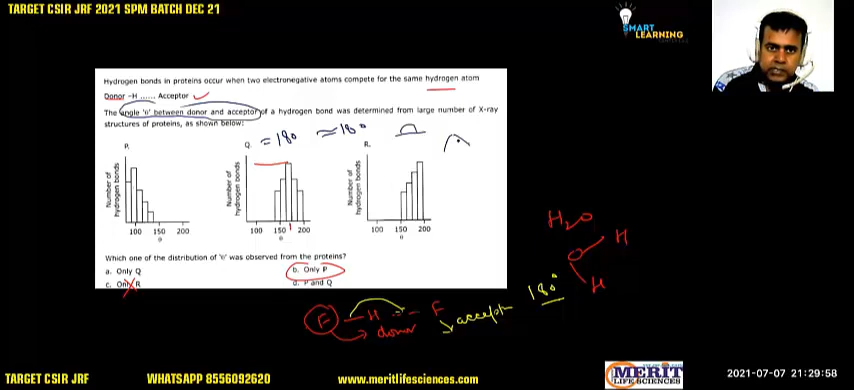 TARGET CSIR JRF 2021 SPM BATCH DEC 21
SMART
LEARNING
Hydrogen bonds in proteins occur when two electronegative atoms compete for the same hydrogen atom
Donor -H ...... Acceptor
The angle 'θ' between donor and acceptor of a hydrogen bond was determined from large number of X-ray
structures of proteins, as shown below:
= 180
≈ 180°
P.
Q.
R.
Number of hydrogen bonds
Number of hydrogen bonds
Number of hydrogen bonds
100 150 200
100 150 200
100 150 200
θ
θ
θ
H2O
O
H
H
Which one of the distribution of 'θ' was observed from the proteins?
a. Only Q
b. Only P
c. Only R
d. P and Q
180°
F - H --- F
donor
accept
TARGET CSIR JRF
WHATSAPP 8556092620
www.meritlifesciences.com
MERIT
LIFE SCIENCES
2021-07-07 21:29:58